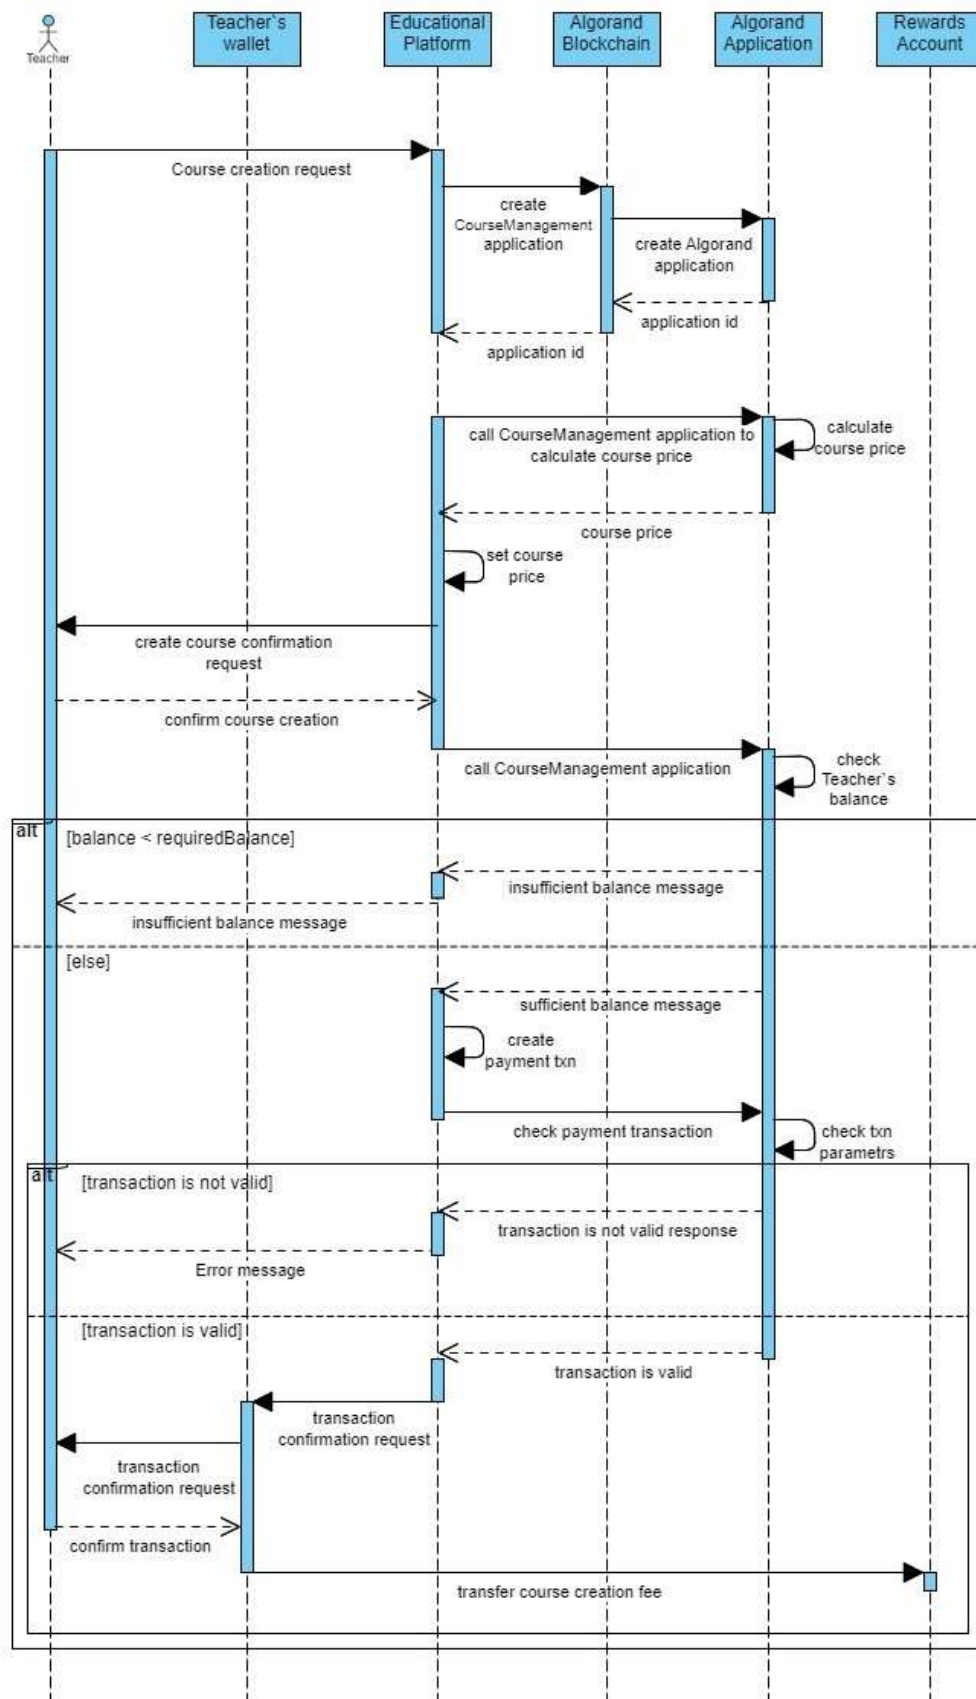 Teacher
Teacher`s
wallet
Educational
Platform
Algorand
Blockchain
Algorand
Application
Rewards
Account
Course creation request
create
CourseManagement
application
create Algorand
application
application id
application id
call CourseManagement application to
calculate course price
calculate
course price
course price
set course
price
create course confirmation
request
confirm course creation
call CourseManagement application
check
Teacher`s
balance
alt
[balance < requiredBalance]
insufficient balance message
insufficient balance message
[else]
sufficient balance message
create
payment txn
check payment transaction
check txn
parametrs
alt
[transaction is not valid]
transaction is not valid response
Error message
[transaction is valid]
transaction is valid
transaction
confirmation request
transaction
confirmation request
confirm transaction
transfer course creation fee